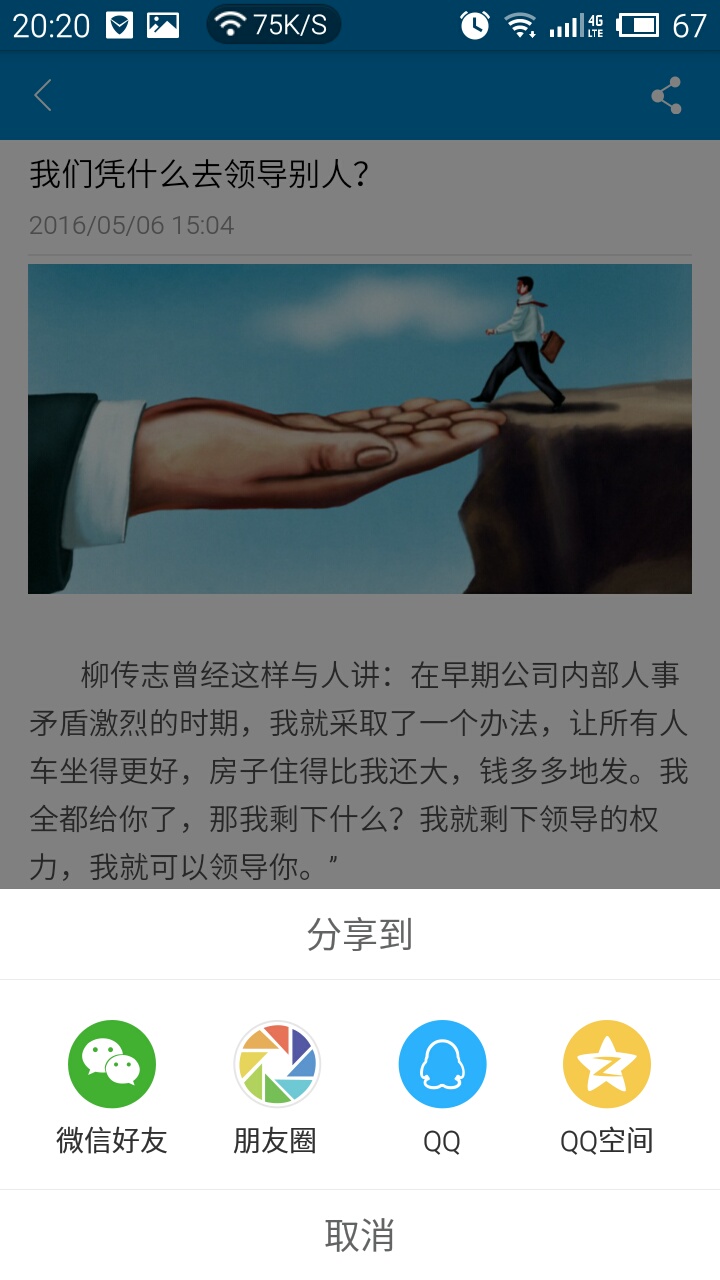 20:20 75K/S 4G LTE 67
我们凭什么去领导别人？
2016/05/06 15:04
柳传志曾经这样与人讲：在早期公司内部人事
矛盾激烈的时期，我就采取了一个办法，让所有人
车坐得更好，房子住得比我还大，钱多多地发。我
全都给你了，那我剩下什么？我就剩下领导的权
力，我就可以领导你。”
分享到
微信好友 朋友圈 QQ QQ空间
取消